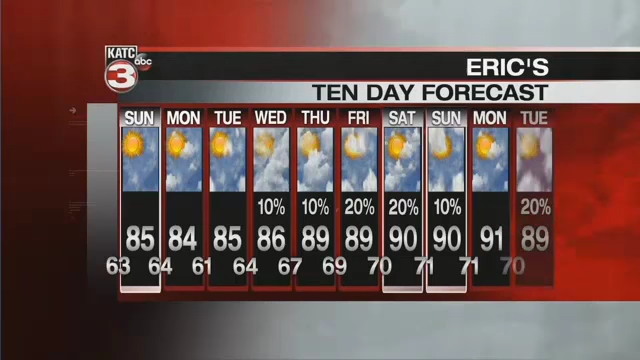 KATC
abc
3
ERIC'S
TEN DAY FORECAST
SUN MON TUE WED THU FRI SAT SUN MON TUE
10% 10% 20% 20% 10% 20%
85 84 85 86 89 89 90 90 91 89
63 64 61 64 67 69 70 71 71 70